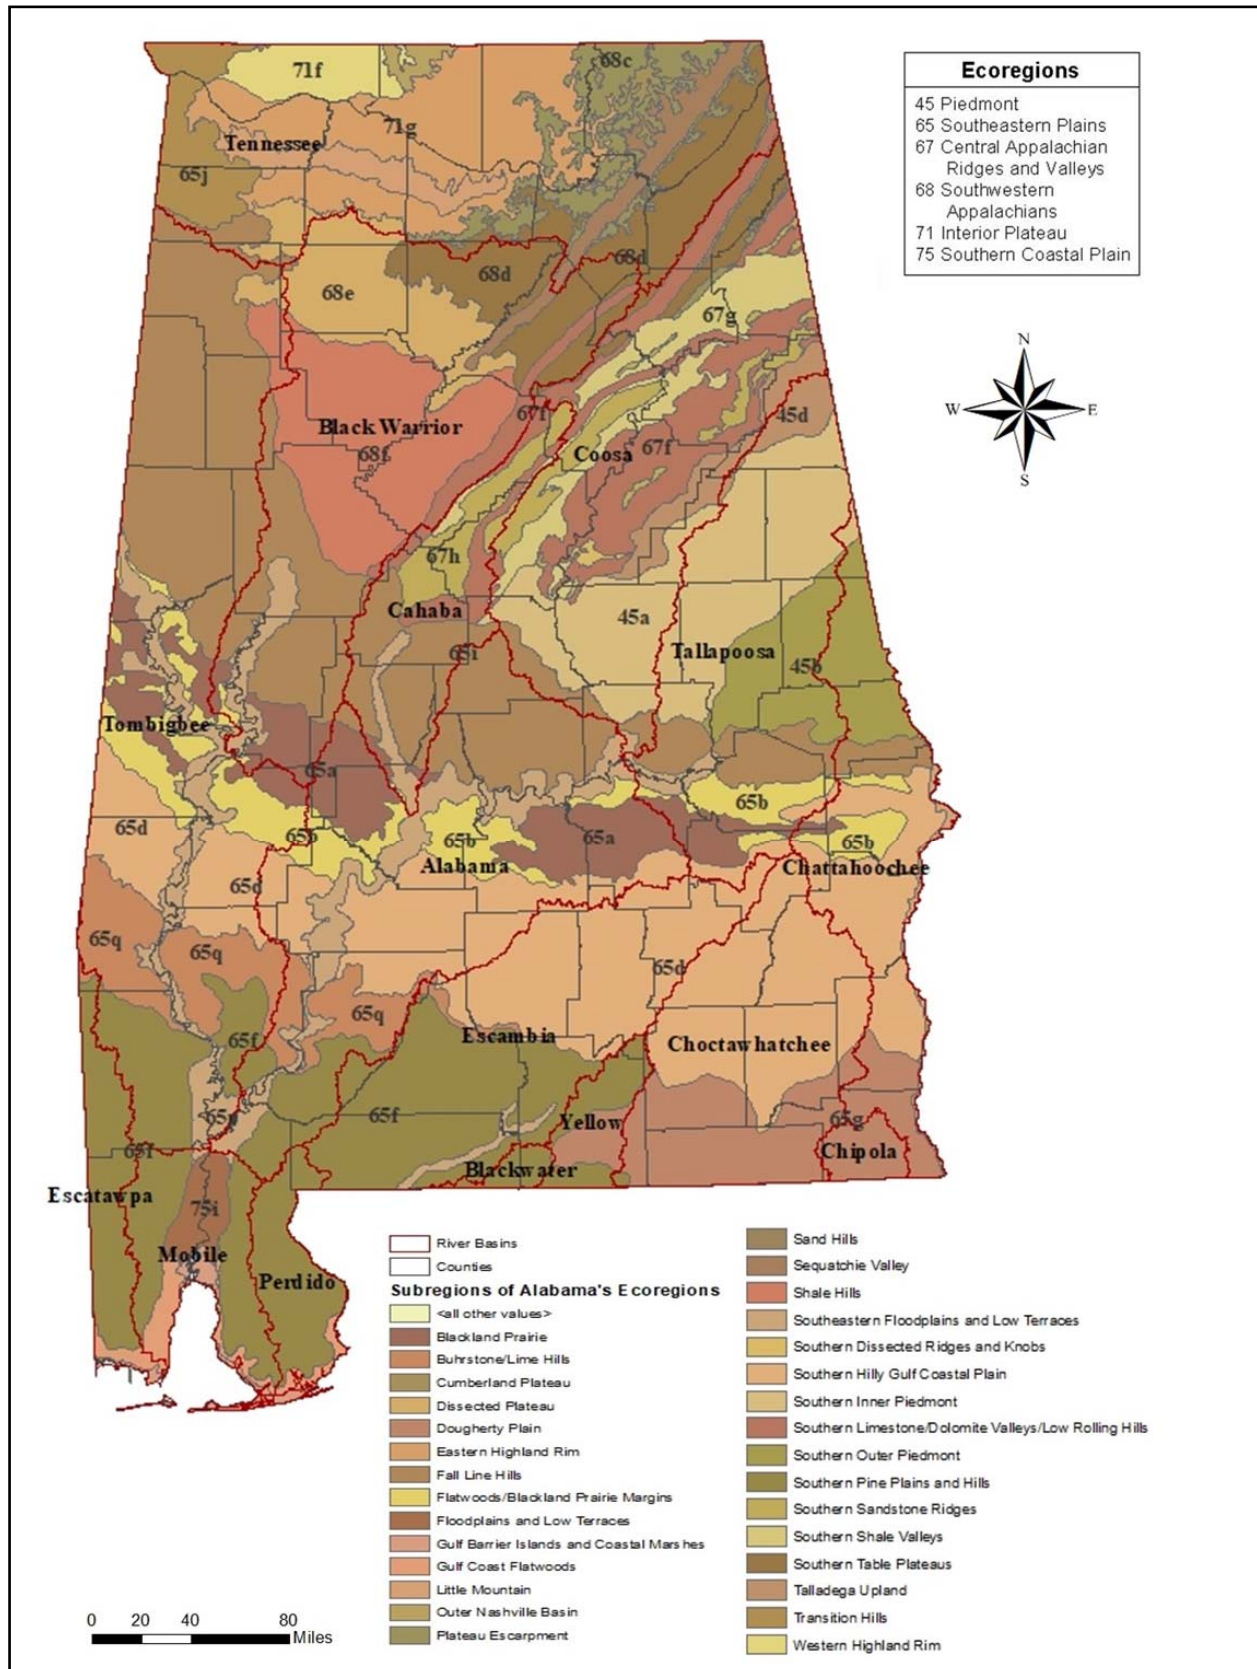 Ecoregions
45 Piedmont
65 Southeastern Plains
67 Central Appalachian
Ridges and Valleys
68 Southwestern
Appalachians
71 Interior Plateau
75 Southern Coastal Plain
N
W E
S
71f
68c
71g
Tennessee
65j
68d
68d
68e
67g
67f
45d
Black Warrior
67f
Coosa
68f
67h
Cahaba
45a
65i
Tallapoosa
45b
Tombigbee
65a
65b
65d
65b
65b
65a
65b
Alabama
Chattahoochee
65d
65q
65q
65d
65q
65f
Escambia
Choctawhatchee
65p
65f
Yellow
65g
65f
Chipola
Blackwater
Escatawpa
75i
Mobile
Perdido
River Basins
Counties
Subregions of Alabama's Ecoregions
<all other values>
Blackland Prairie
Buhrstone/Lime Hills
Cumberland Plateau
Dissected Plateau
Dougherty Plain
Eastern Highland Rim
Fall Line Hills
Flatwoods/Blackland Prairie Margins
Floodplains and Low Terraces
Gulf Barrier Islands and Coastal Marshes
Gulf Coast Flatwoods
Little Mountain
Outer Nashville Basin
Plateau Escarpment
Sand Hills
Sequatchie Valley
Shale Hills
Southeastern Floodplains and Low Terraces
Southern Dissected Ridges and Knobs
Southern Hilly Gulf Coastal Plain
Southern Inner Piedmont
Southern Limestone/Dolomite Valleys/Low Rolling Hills
Southern Outer Piedmont
Southern Pine Plains and Hills
Southern Sandstone Ridges
Southern Shale Valleys
Southern Table Plateaus
Talladega Upland
Transition Hills
Western Highland Rim
0 20 40 80
Miles